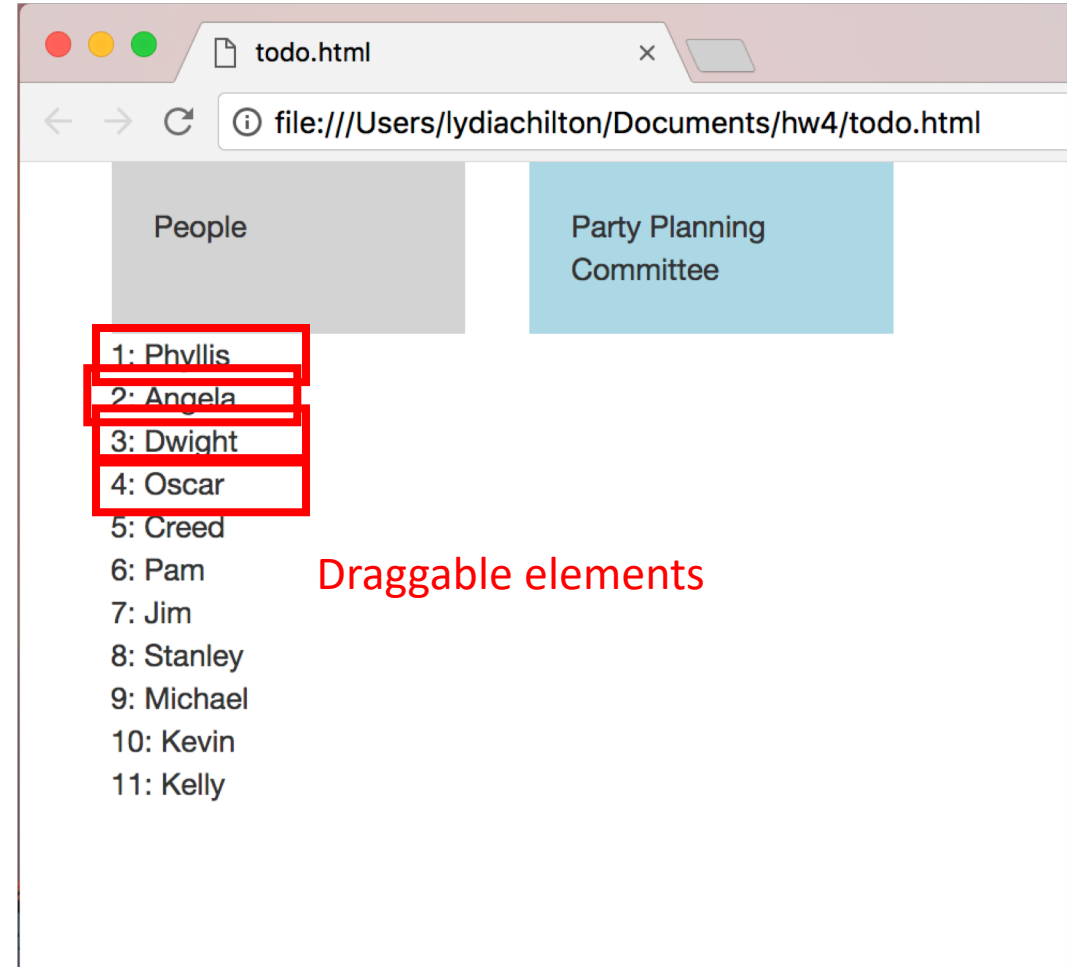 todo.html
file:///Users/lydiachilton/Documents/hw4/todo.html
People
Party Planning
Committee
1: Phyllis
2: Angela
3: Dwight
4: Oscar
5: Creed
6: Pam
Draggable elements
7: Jim
8: Stanley
9: Michael
10: Kevin
11: Kelly